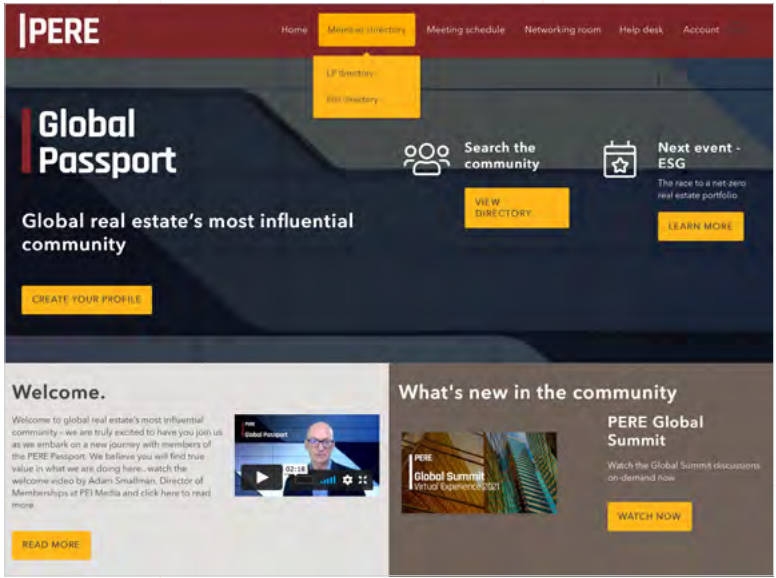 PERE
Home
Member directory
Meeting schedule
Networking room
Help desk
Account
LP directory
Global
Passport
Global real estate's most influential
community
CREATE YOUR PROFILE
Search the
community
VIEW
DIRECTORY
Next event -
ESG
The race to a net-zero
real estate portfolio
LEARN MORE
Welcome.
Welcome to global real estate's most influential
community - we are truly excited to have you join us
as we embark on a new journey with members of
the PERE Passport. We believe you will find true
value in what we are doing here...watch the
welcome video by Adam Smallman, Director of
Memberships at PEI Media and click here to read
more.
READ MORE
PERE
Global Passport
02:18
What's new in the community
PERE
Global Summit
Virtual Experience 2021
PERE Global
Summit
Watch the Global Summit discussions
on-demand now
WATCH NOW